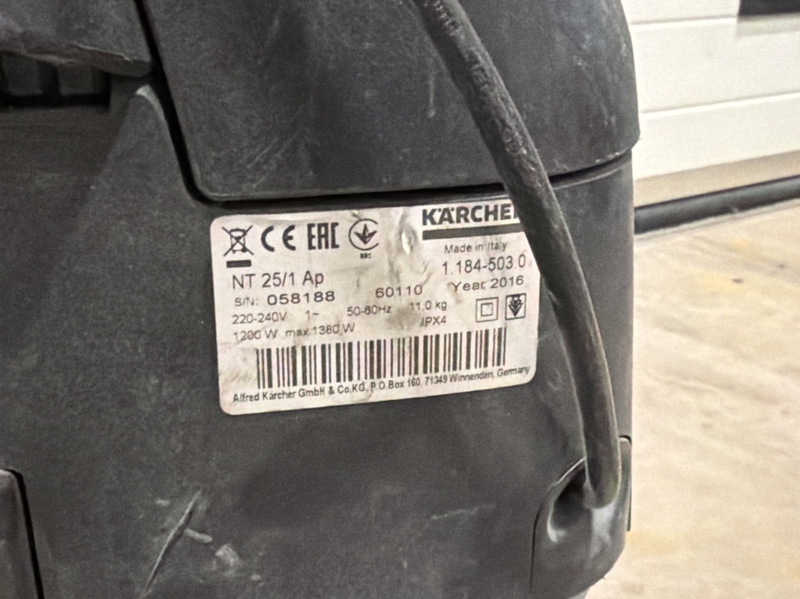 CE EAC
KÄRCHER
Made in Italy
NT 25/1 Ap
1.184-503.0
S/N: 058188 60110 Year 2016
220-240V 1~ 50-60Hz 11,0 kg
1200 W max.1380 W IPX4
Alfred Kärcher GmbH & Co.KG, P.O.Box 160, 71349 Winnenden, Germany